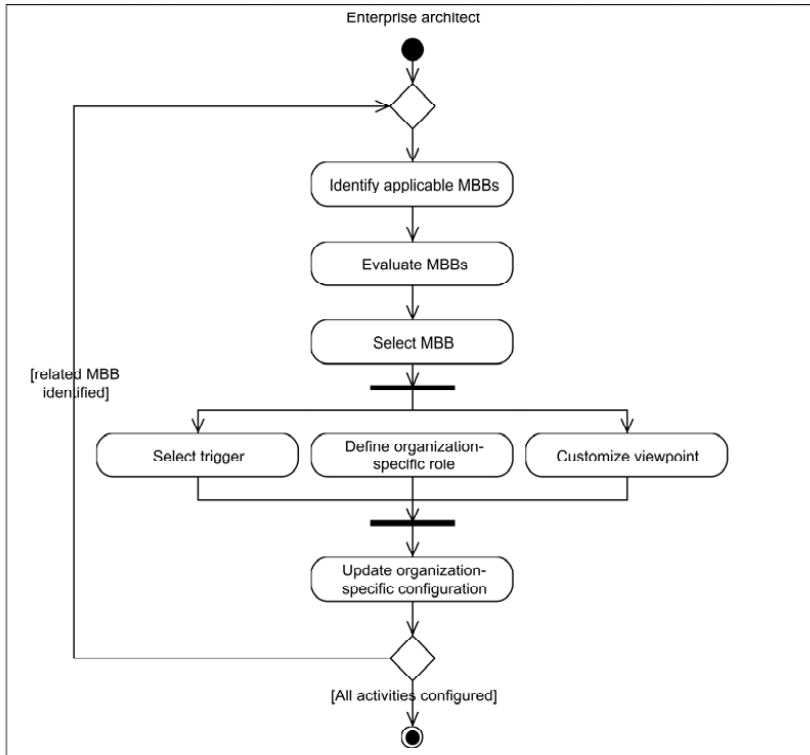 Enterprise architect
Identify applicable MBBs
Evaluate MBBs
Select MBB
[related MBB
identified]
Select trigger
Define organization-
specific role
Customize viewpoint
Update organization-
specific configuration
[All activities configured]